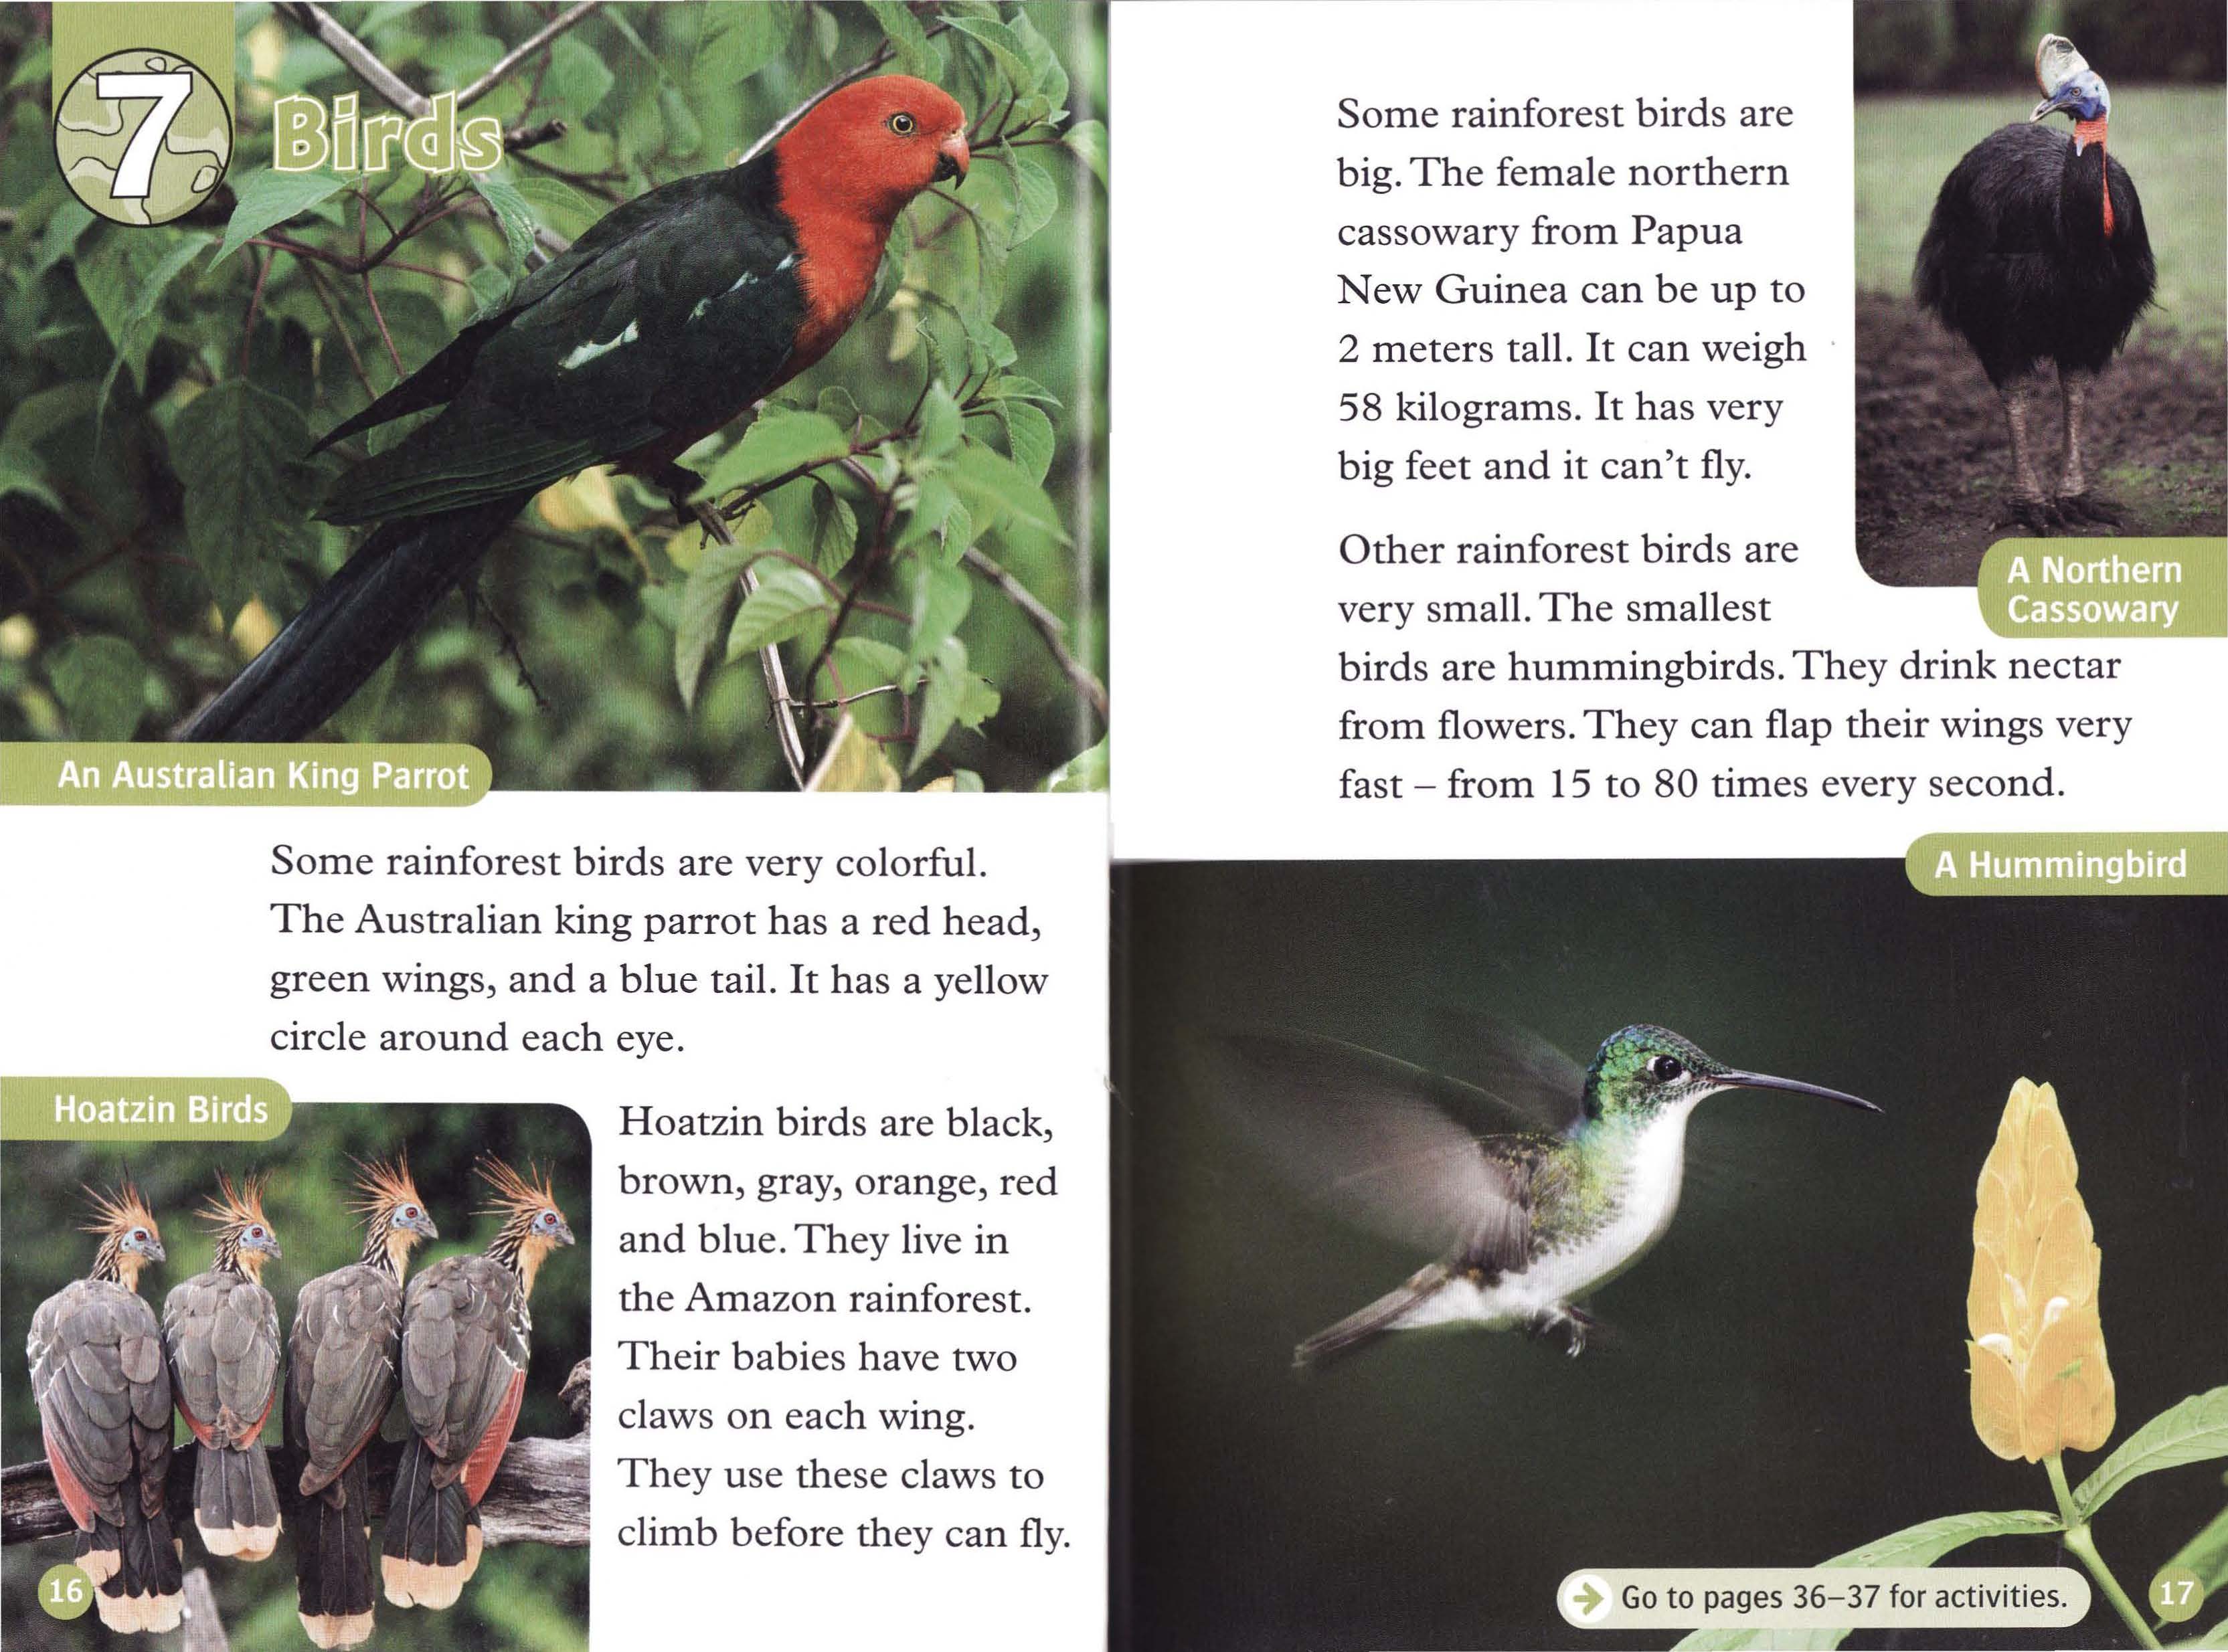 7
Birds
An Australian King Parrot
Some rainforest birds are very colorful.
The Australian king parrot has a red head,
green wings, and a blue tail. It has a yellow
circle around each eye.
Hoatzin Birds
Hoatzin birds are black,
brown, gray, orange, red
and blue. They live in
the Amazon rainforest.
Their babies have two
claws on each wing.
They use these claws to
climb before they can fly.
16
Some rainforest birds are
big. The female northern
cassowary from Papua
New Guinea can be up to
2 meters tall. It can weigh
58 kilograms. It has very
big feet and it can't fly.
A Northern
Cassowary
Other rainforest birds are
very small. The smallest
birds are hummingbirds. They drink nectar
from flowers. They can flap their wings very
fast – from 15 to 80 times every second.
A Hummingbird
Go to pages 36–37 for activities.
17